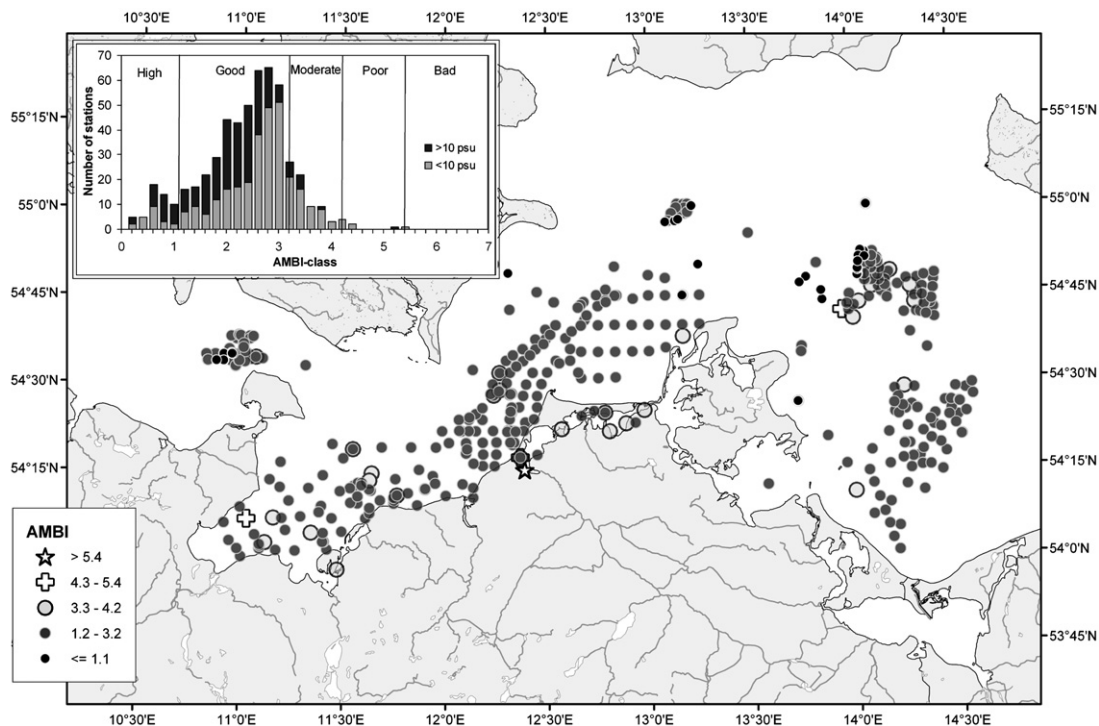 10°30'E 11°0'E 11°30'E 12°0'E 12°30'E 13°0'E 13°30'E 14°0'E 14°30'E
70
60
50
40
30
20
10
0
Number of stations
High Good Moderate Poor Bad
>10 psu
<10 psu
0 1 2 3 4 5 6 7
AMBI-class
55°15'N 55°15'N
55°0'N 55°0'N
54°45'N 54°45'N
54°30'N 54°30'N
54°15'N 54°15'N
54°0'N
53°45'N
AMBI
> 5.4
4.3 - 5.4
3.3 - 4.2
1.2 - 3.2
<= 1.1
10°30'E 11°0'E 11°30'E 12°0'E 12°30'E 13°0'E 13°30'E 14°0'E 14°30'E